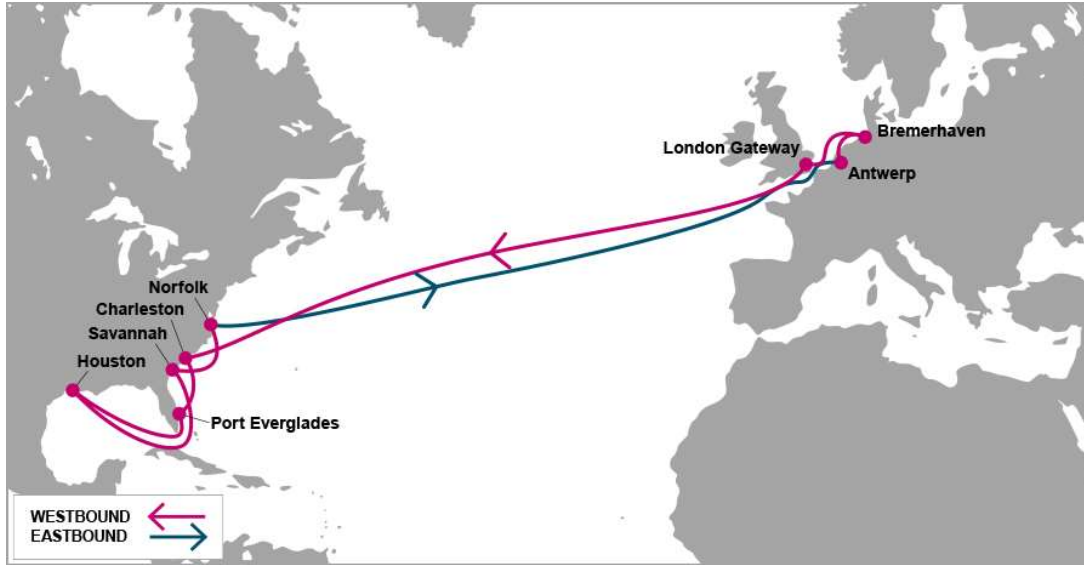 Bremerhaven
London Gateway
Antwerp
Norfolk
Charleston
Savannah
Houston
Port Everglades
WESTBOUND
EASTBOUND